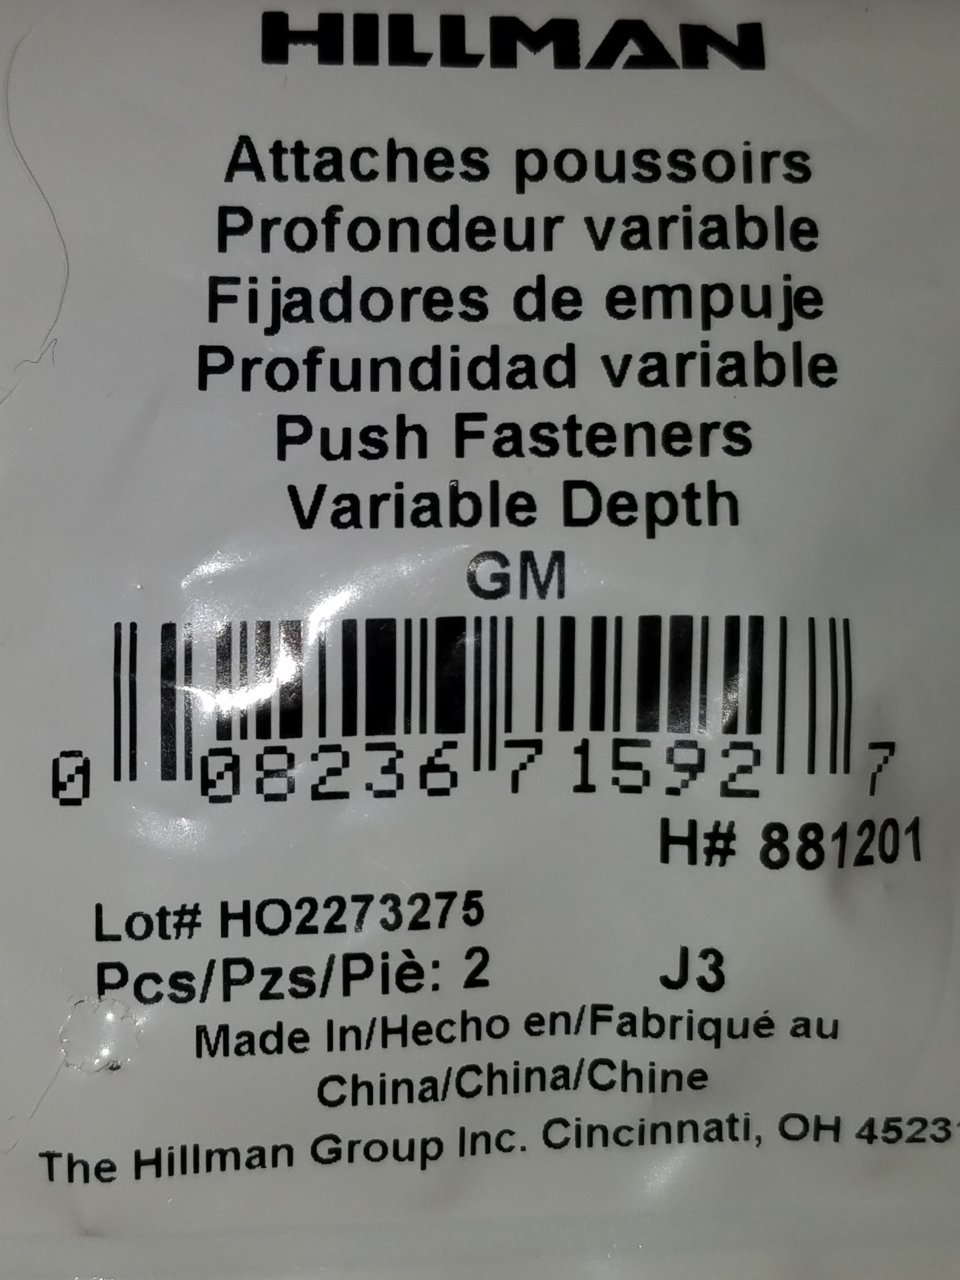 HILLMAN
Attaches poussoirs
Profondeur variable
Fijadores de empuje
Profundidad variable
Push Fasteners
Variable Depth
GM
0 08236 71592 7
H# 881201
Lot# HO2273275
Pcs/Pzs/Piè: 2 J3
Made In/Hecho en/Fabriqué au
China/China/Chine
The Hillman Group Inc. Cincinnati, OH 45231